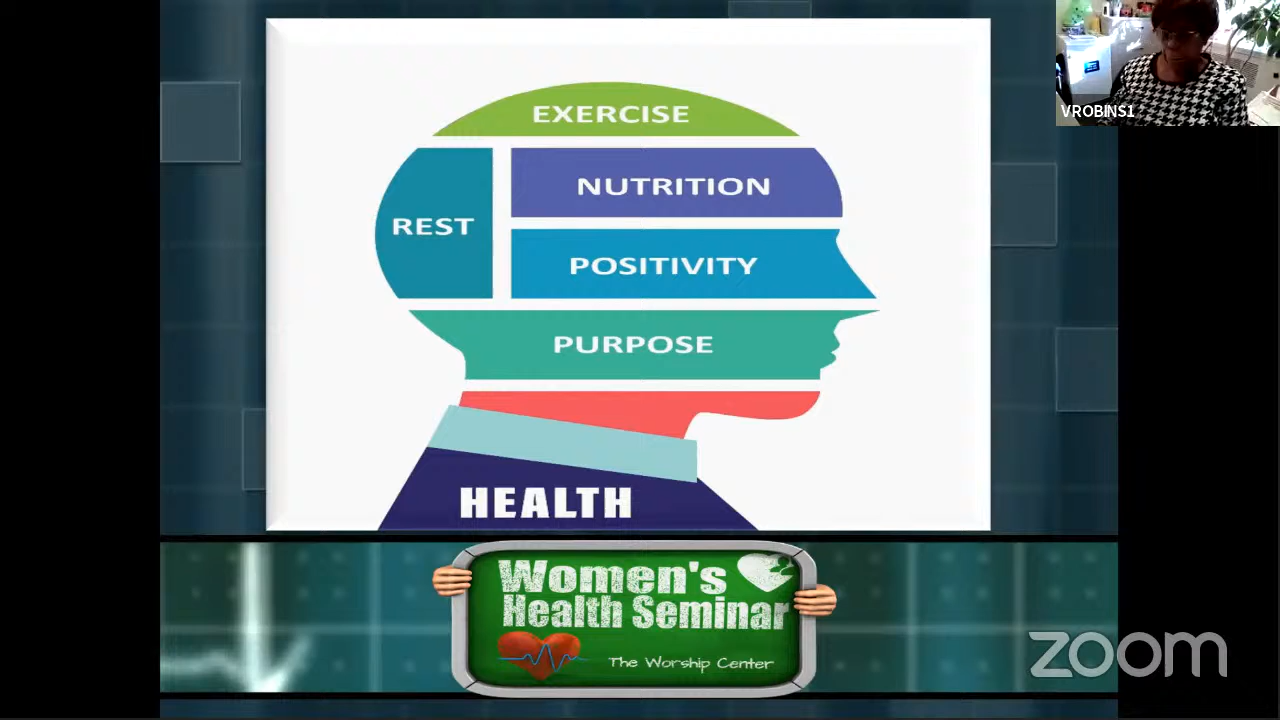 VROBINS1
EXERCISE
NUTRITION
REST
POSITIVITY
PURPOSE
HEALTH
Women's
Health Seminar
The Worship Center
zoom